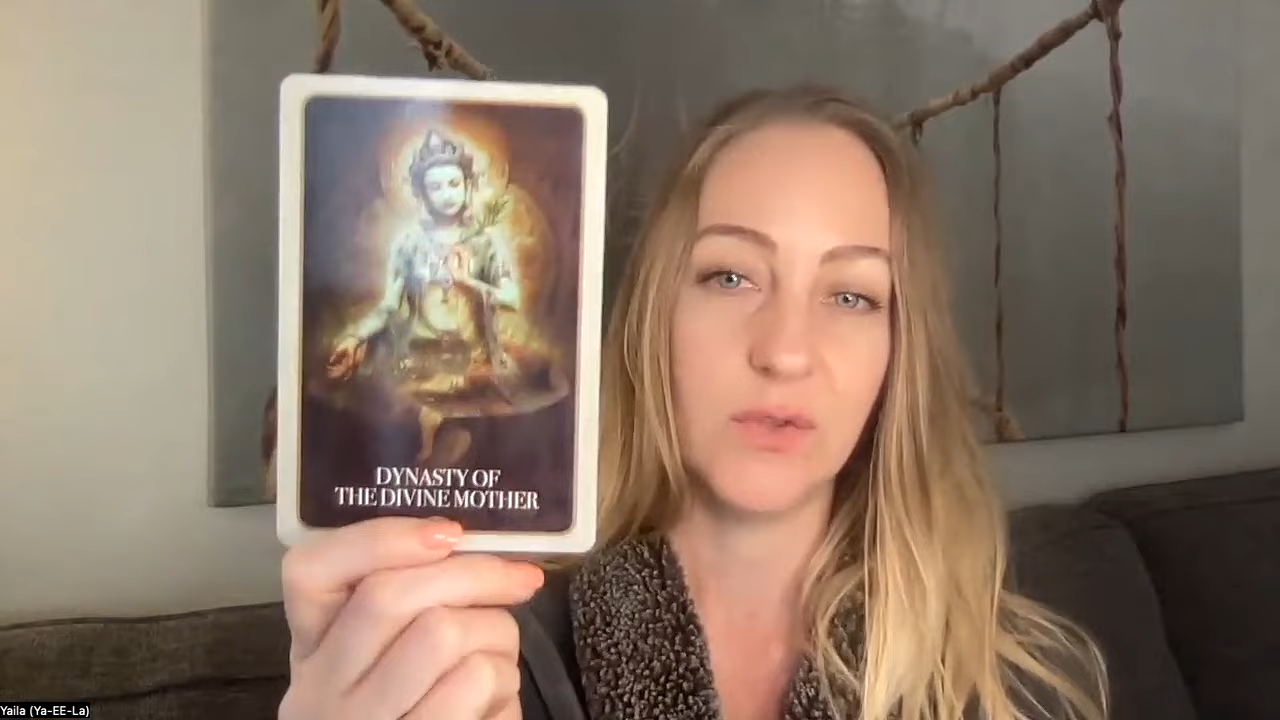 DYNASTY OF
THE DIVINE MOTHER
Yaila (Ya-EE-La)